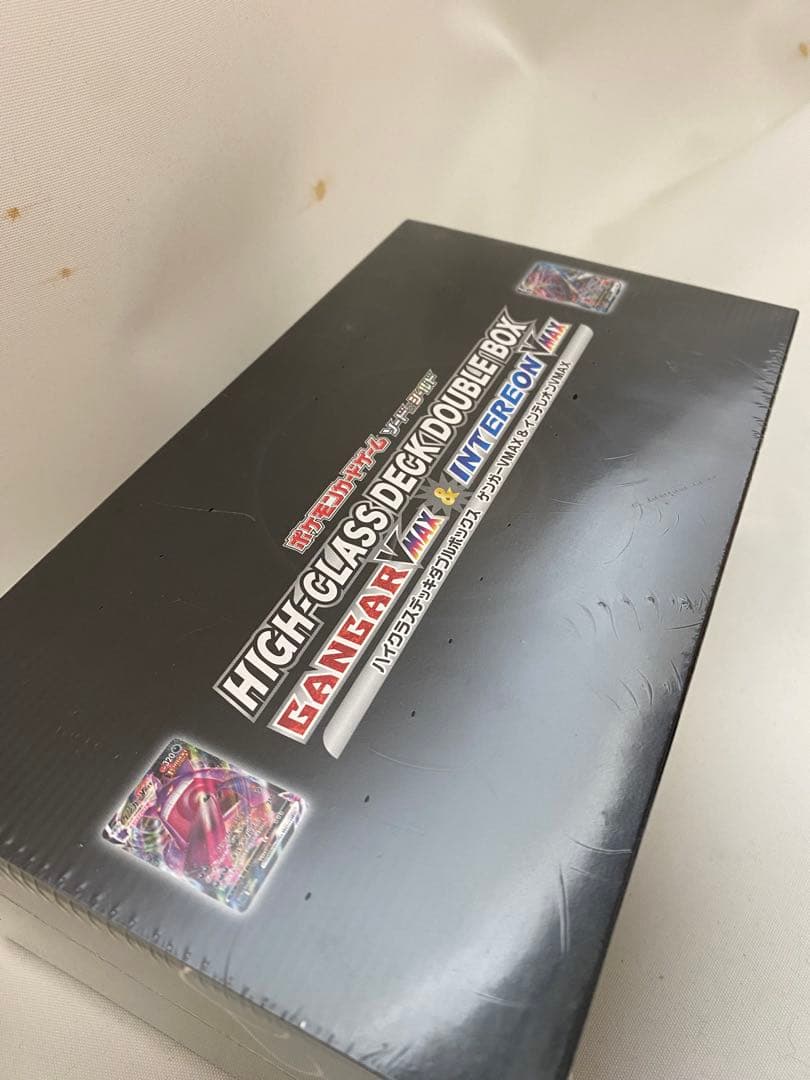 ポケモンカードゲーム ソード&シールド
HIGH-CLASS DECK DOUBLE BOX
GANGAR VMAX & INTEREON VMAX
ハイクラスデッキダブルボックス ゲンガーVMAX&インテレオンVMAX
320